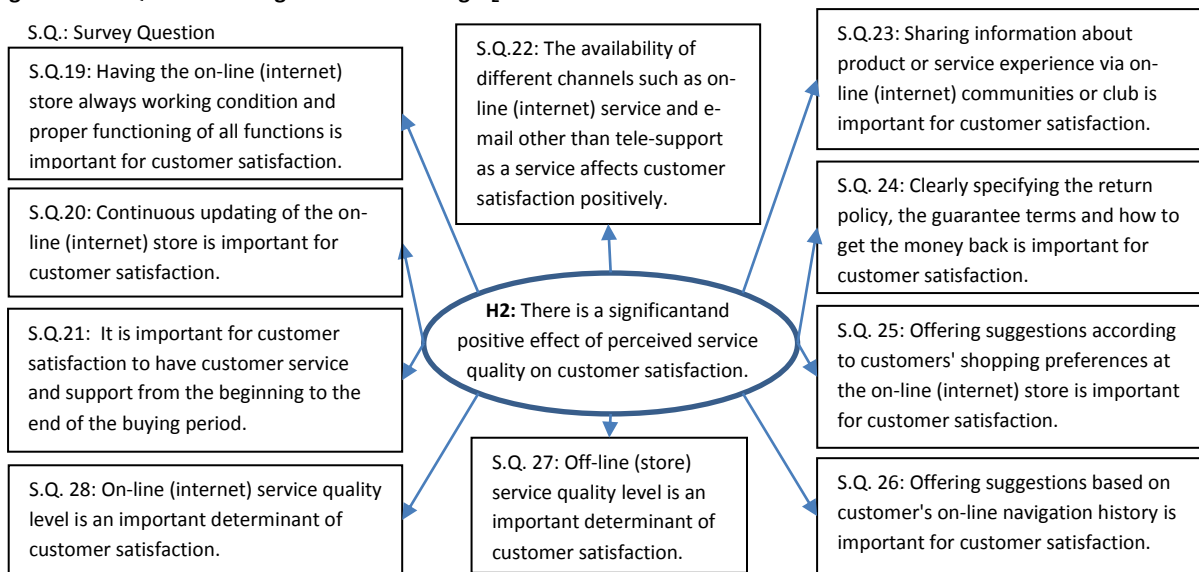 S.Q.: Survey Question
S.Q.19: Having the on-line (internet)
store always working condition and
proper functioning of all functions is
important for customer satisfaction.
S.Q.20: Continuous updating of the on-
line (internet) store is important for
customer satisfaction.
S.Q.21: It is important for customer
satisfaction to have customer service
and support from the beginning to the
end of the buying period.
S.Q. 28: On-line (internet) service quality
level is an important determinant of
customer satisfaction.
S.Q.22: The availability of
different channels such as on-
line (internet) service and e-
mail other than tele-support
as a service affects customer
satisfaction positively.
H2: There is a significantand
positive effect of perceived service
quality on customer satisfaction.
S.Q. 27: Off-line (store)
service quality level is an
important determinant of
customer satisfaction.
S.Q.23: Sharing information about
product or service experience via on-
line (internet) communities or club is
important for customer satisfaction.
S.Q. 24: Clearly specifying the return
policy, the guarantee terms and how to
get the money back is important for
customer satisfaction.
S.Q. 25: Offering suggestions according
to customers' shopping preferences at
the on-line (internet) store is important
for customer satisfaction.
S.Q. 26: Offering suggestions based on
customer's on-line navigation history is
important for customer satisfaction.